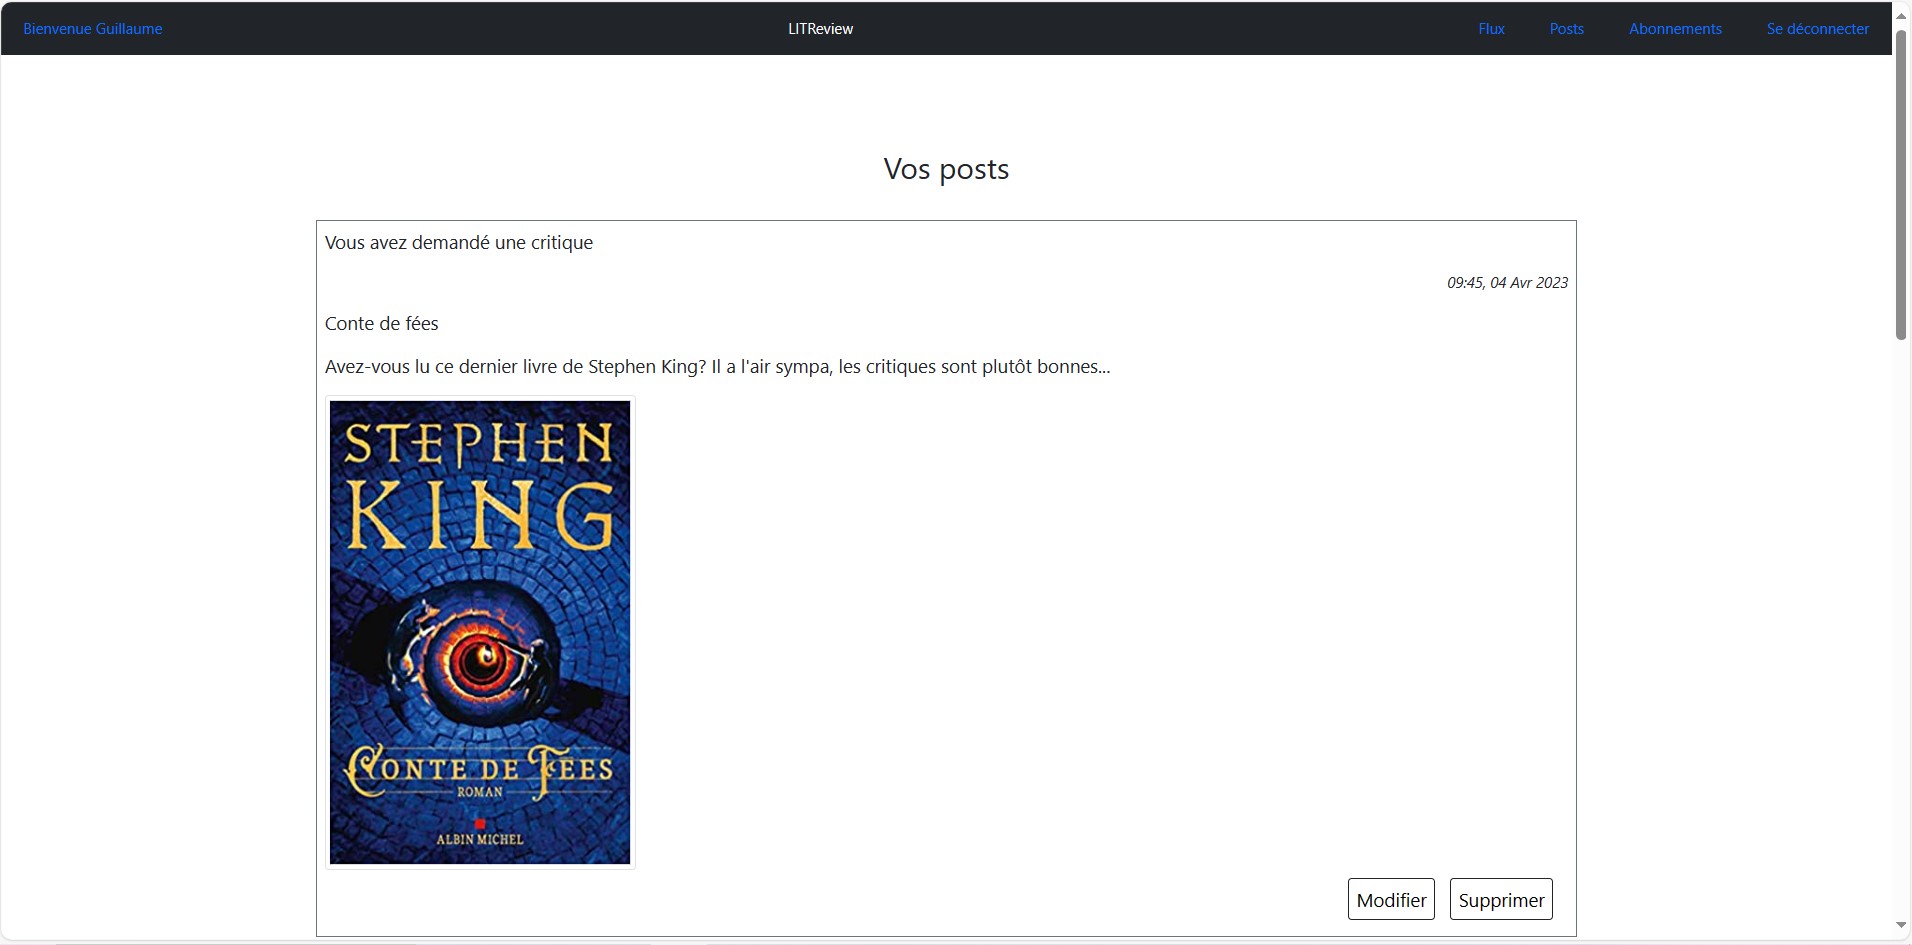 Bienvenue Guillaume LITReview Flux Posts Abonnements Se déconnecter
Vos posts
Vous avez demandé une critique
09:45, 04 Avr 2023
Conte de fées
Avez-vous lu ce dernier livre de Stephen King? Il a l'air sympa, les critiques sont plutôt bonnes...
STEPHEN
KING
CONTE DE FÉES
ROMAN
ALBIN MICHEL
Modifier Supprimer